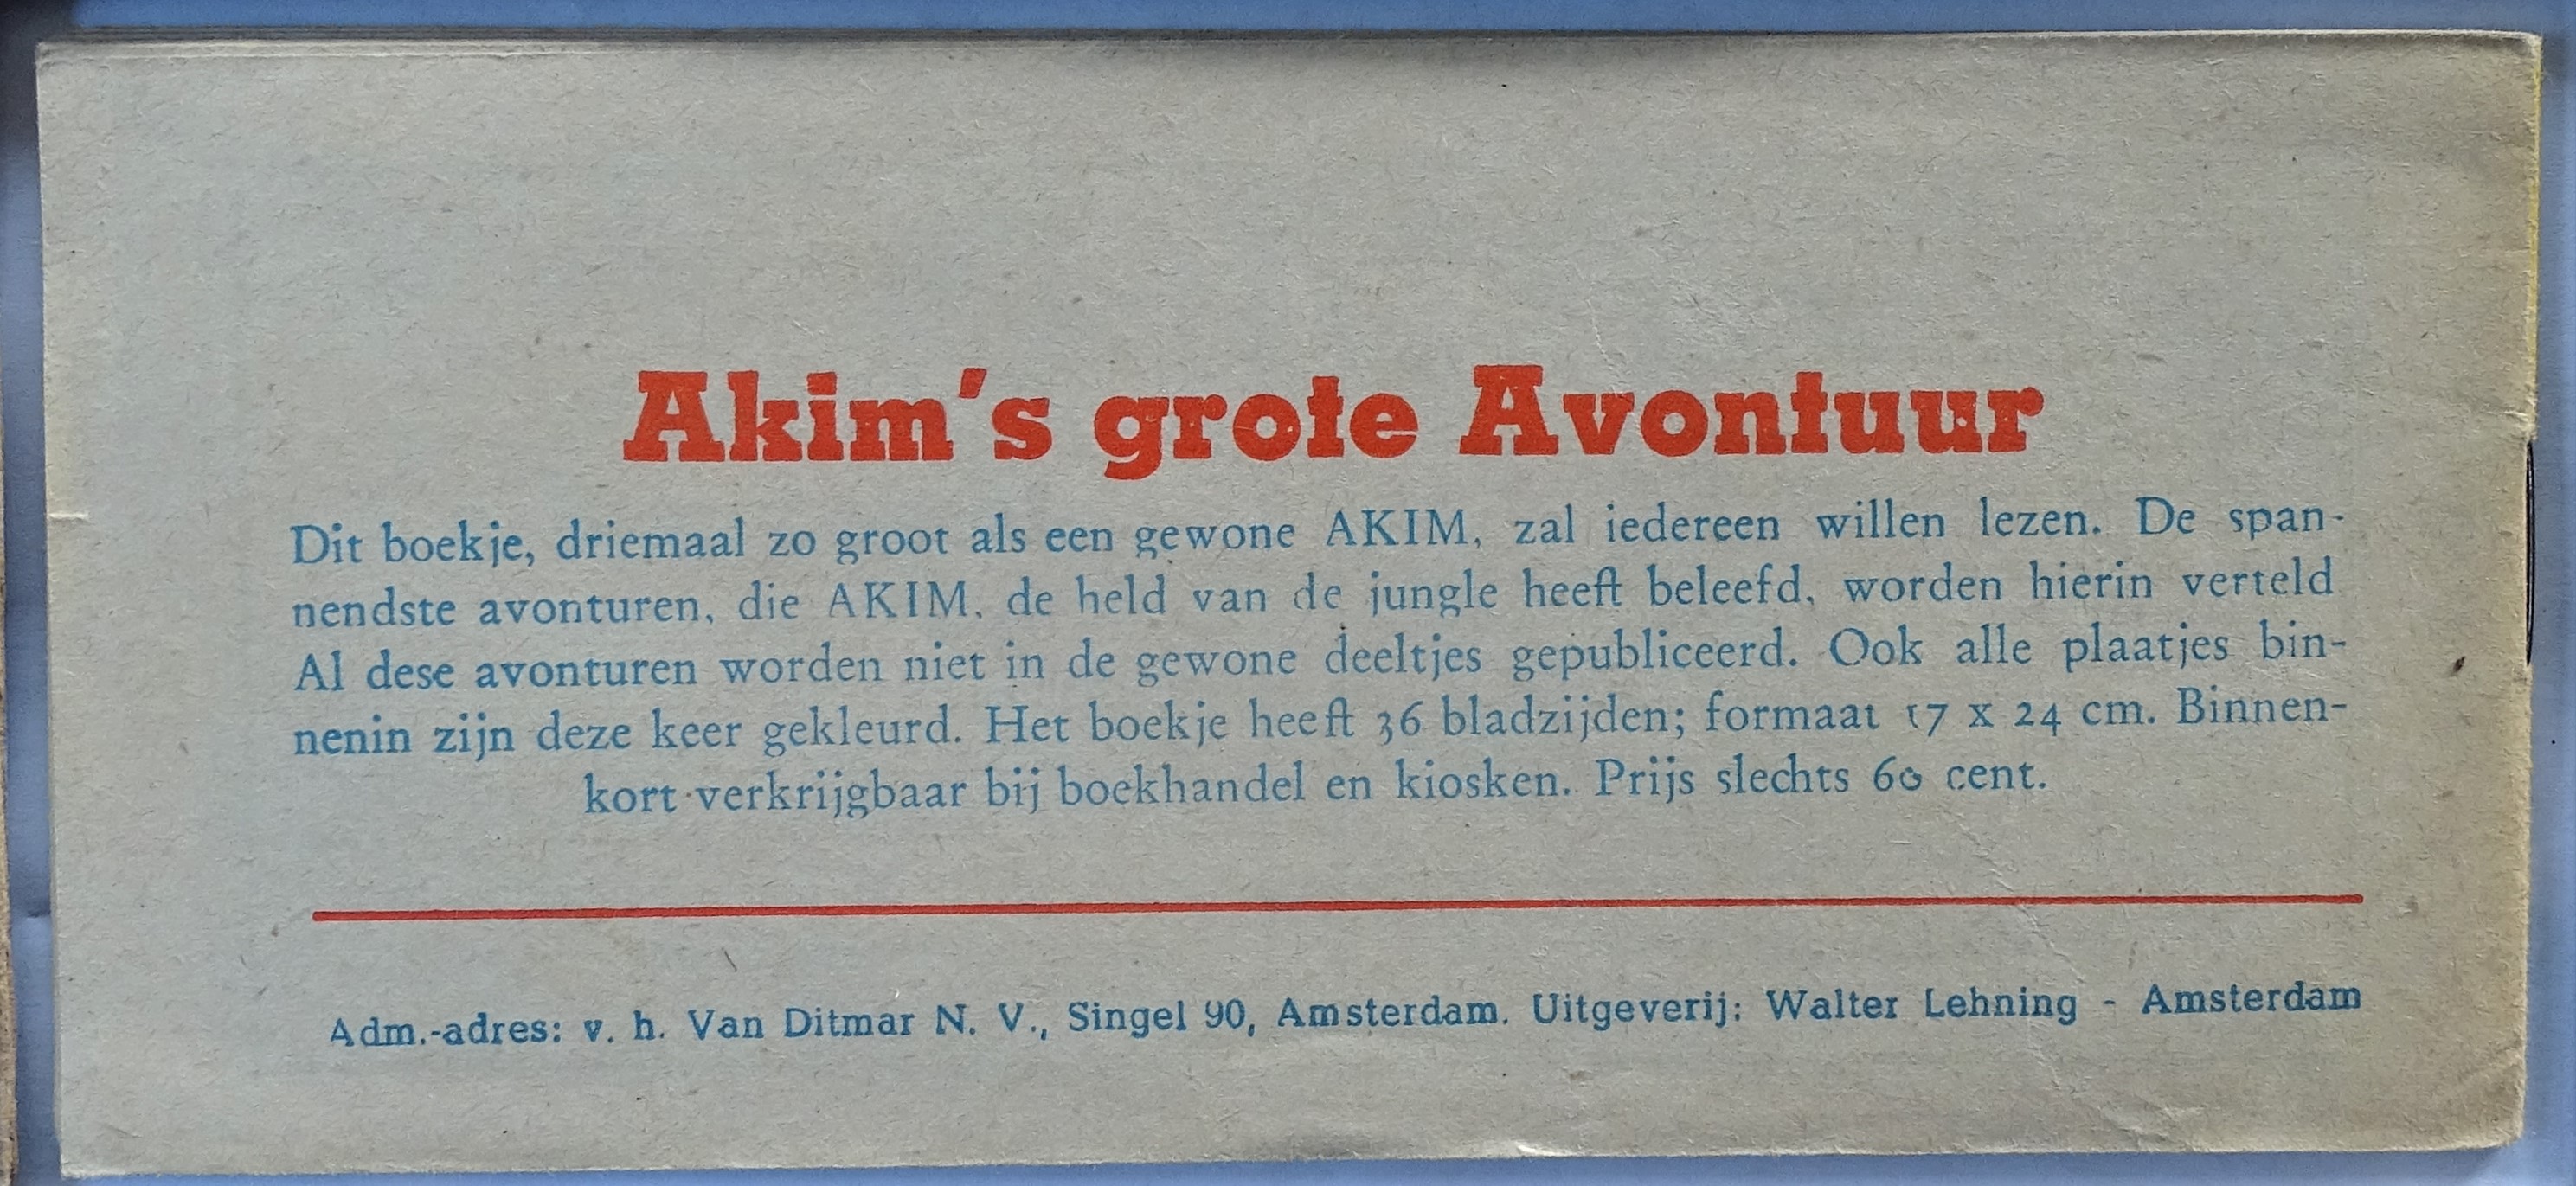 Akim's grote Avontuur
Dit boekje, driemaal zo groot als een gewone AKIM, zal iedereen willen lezen. De span-
nendste avonturen, die AKIM, de held van de jungle heeft beleefd, worden hierin verteld
Al dese avonturen worden niet in de gewone deeltjes gepubliceerd. Ook alle plaatjes bin-
nenin zijn deze keer gekleurd. Het boekje heeft 36 bladzijden; formaat 17 x 24 cm. Binnen-
kort verkrijgbaar bij boekhandel en kiosken. Prijs slechts 60 cent.
Adm.-adres: v. h. Van Ditmar N. V., Singel 90, Amsterdam. Uitgeverij: Walter Lehning - Amsterdam